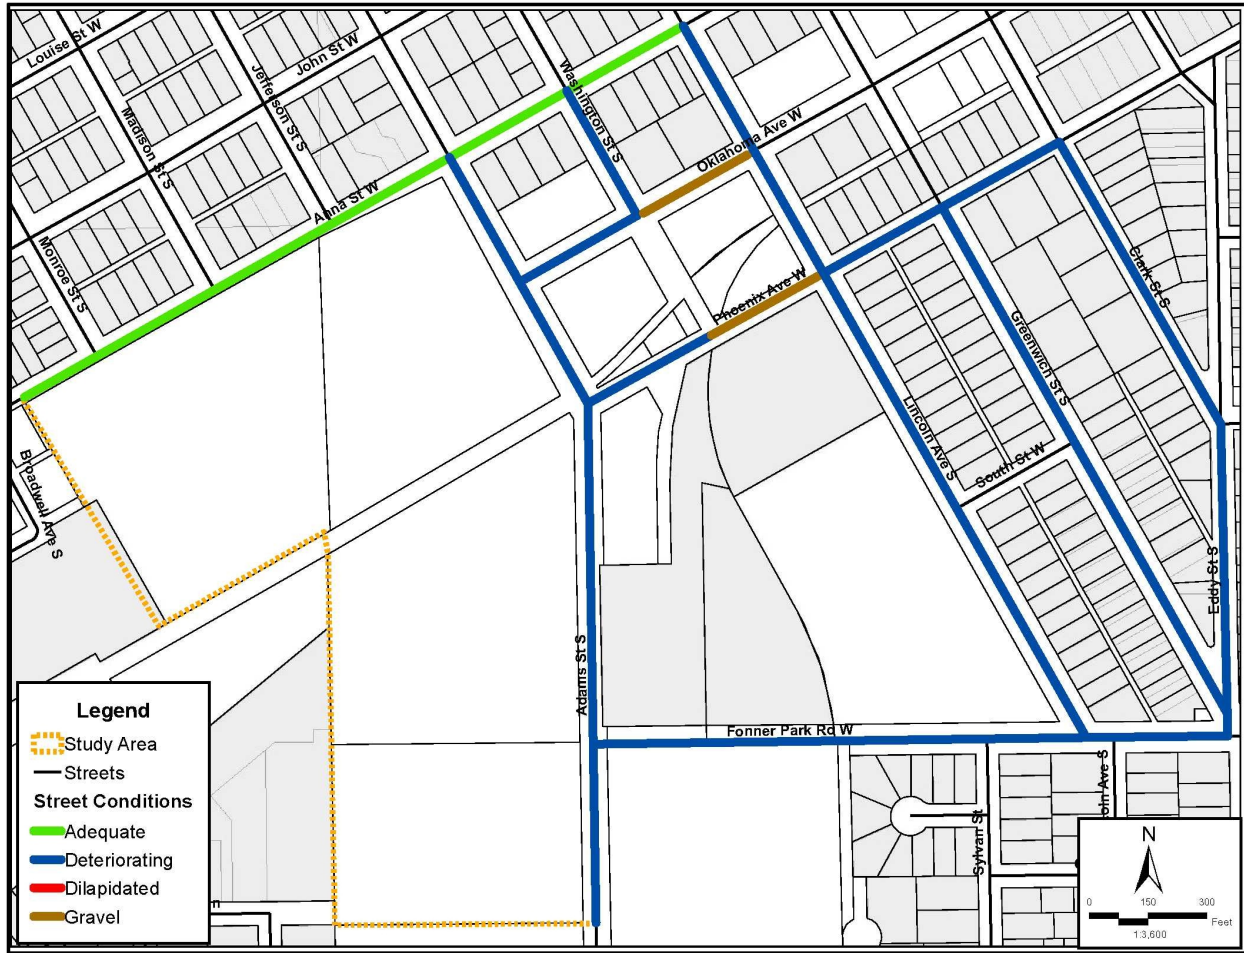 Louise St W
John St W
Jefferson St S
Madison St S
Monroe St S
Washington St S
Oklahoma Ave W
Anna St W
Phoenix Ave W
Clark St S
Greenwich St S
Lincoln Ave S
South St W
Broadwell Ave S
Eddy St S
Adams St S
Fonner Park Rd W
Sylvan St
coln Ave S
n
Legend
Study Area
Streets
Street Conditions
Adequate
Deteriorating
Dilapidated
Gravel
N
0 150 300
Feet
1:3,600